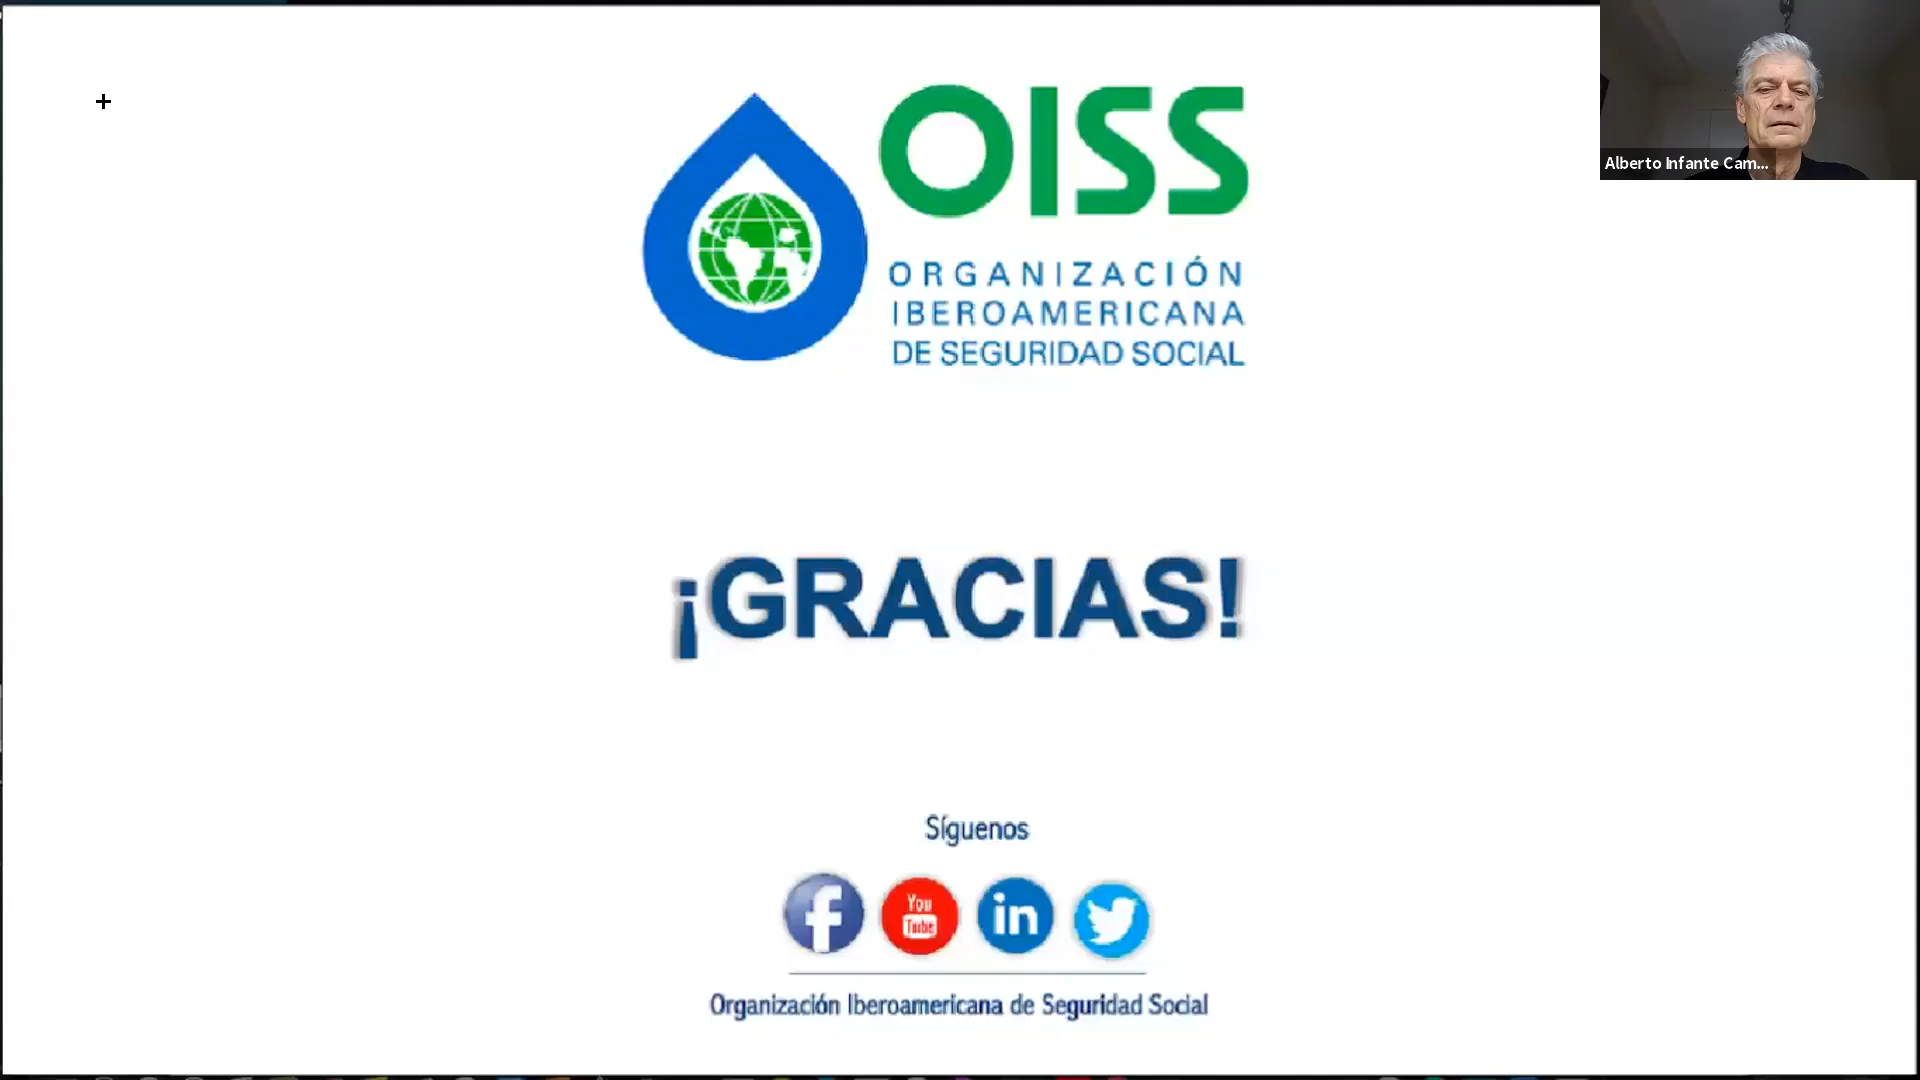 OISS
ORGANIZACIÓN
IBEROAMERICANA
DE SEGURIDAD SOCIAL
Alberto Infante Cam...
¡GRACIAS!
Síguenos
You
Tube
in
Organización Iberoamericana de Seguridad Social